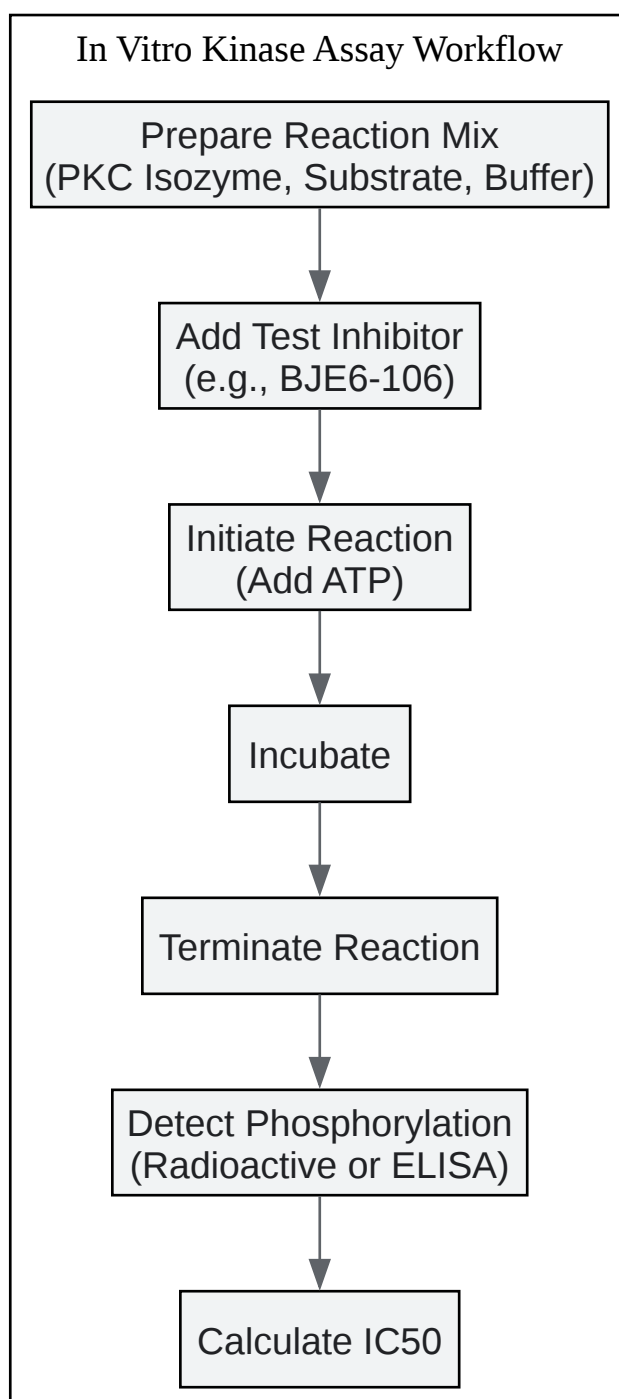 In Vitro Kinase Assay Workflow
Prepare Reaction Mix
(PKC Isozyme, Substrate, Buffer)
Add Test Inhibitor
(e.g., BJE6-106)
Initiate Reaction
(Add ATP)
Incubate
Terminate Reaction
Detect Phosphorylation
(Radioactive or ELISA)
Calculate IC50